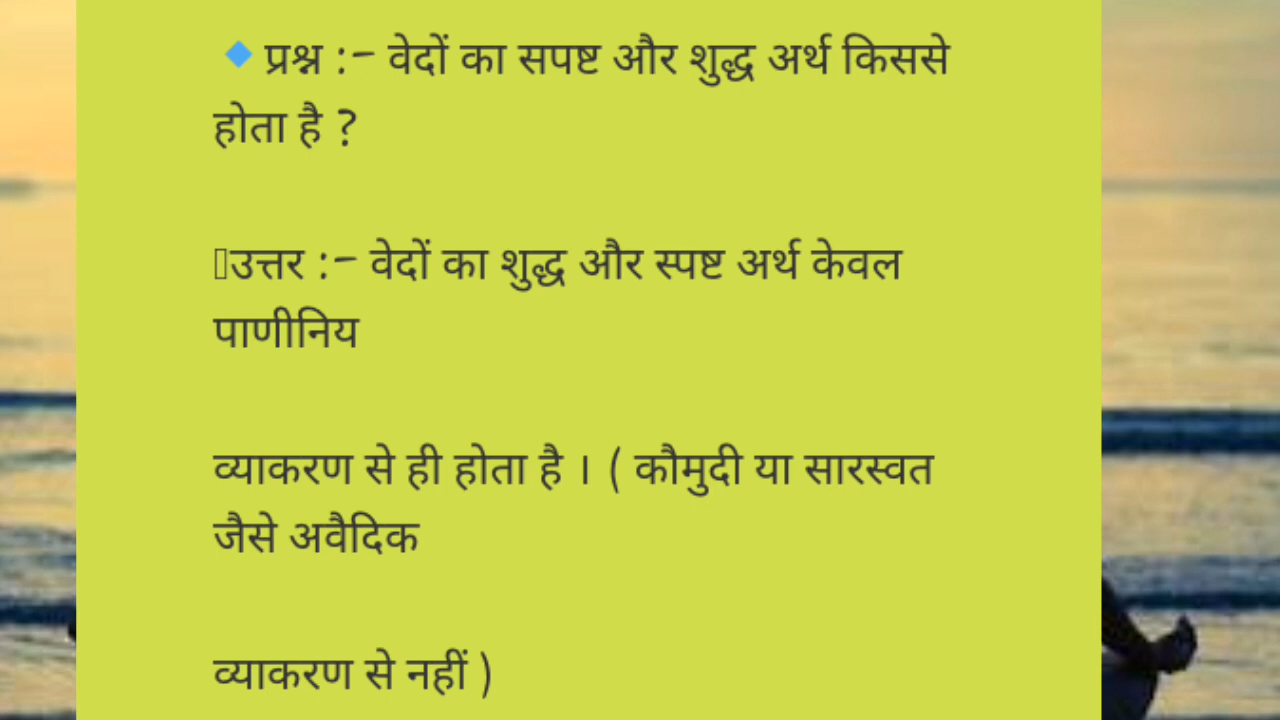 🔹प्रश्न :- वेदों का सपष्ट और शुद्ध अर्थ किससे
होता है ?
▯उत्तर :- वेदों का शुद्ध और स्पष्ट अर्थ केवल
पाणीनिय
व्याकरण से ही होता है । ( कौमुदी या सारस्वत
जैसे अवैदिक
व्याकरण से नहीं )